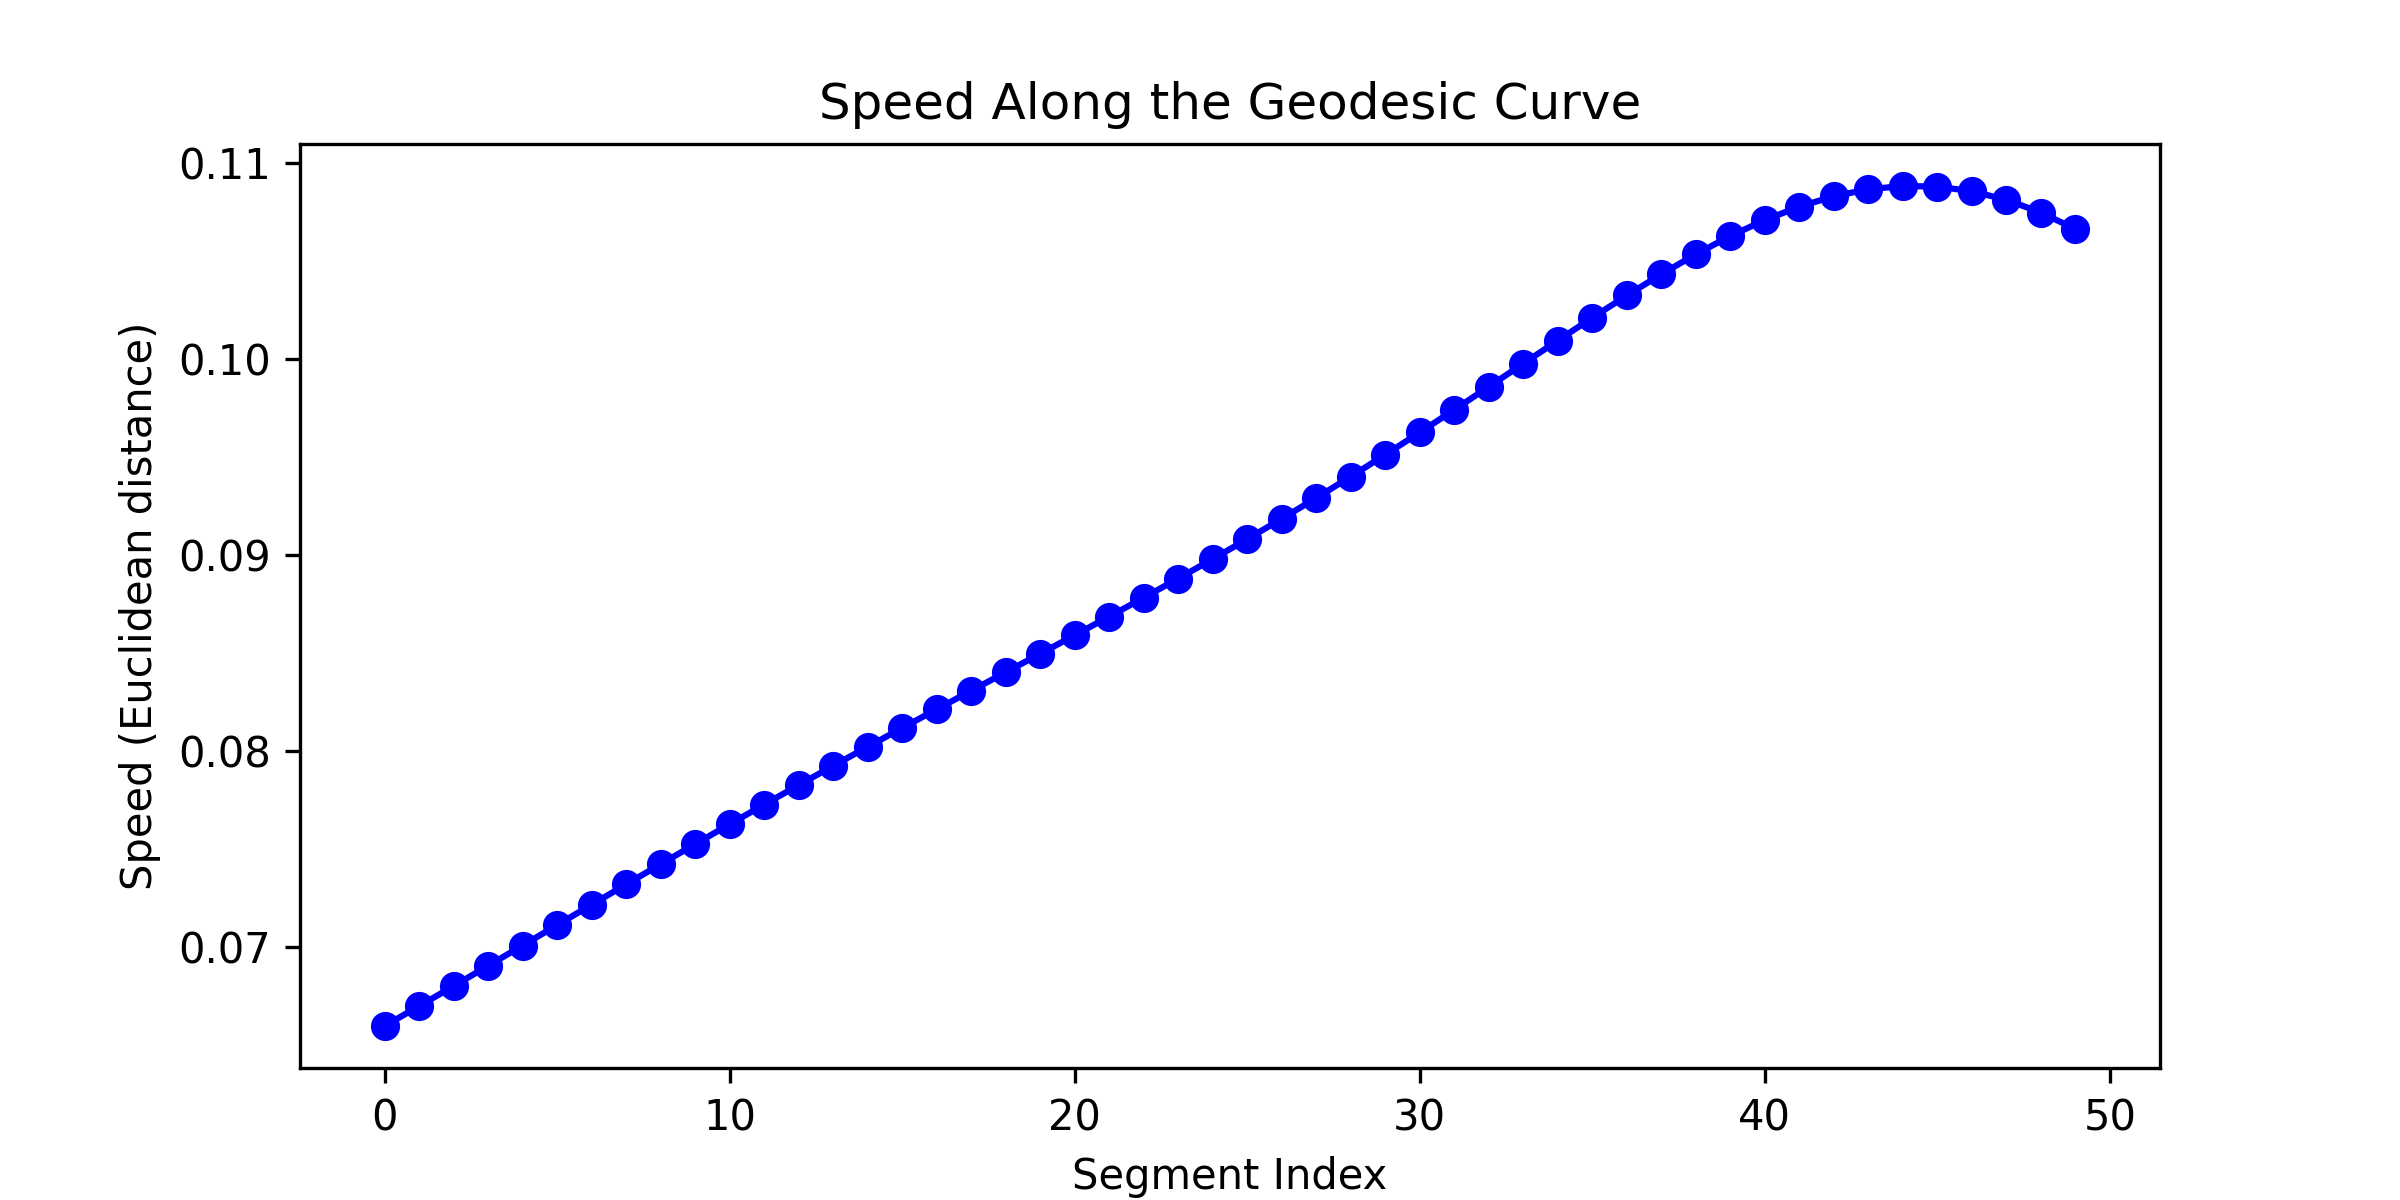 Speed Along the Geodesic Curve
Speed (Euclidean distance)
0.11
0.10
0.09
0.08
0.07
0 10 20 30 40 50
Segment Index